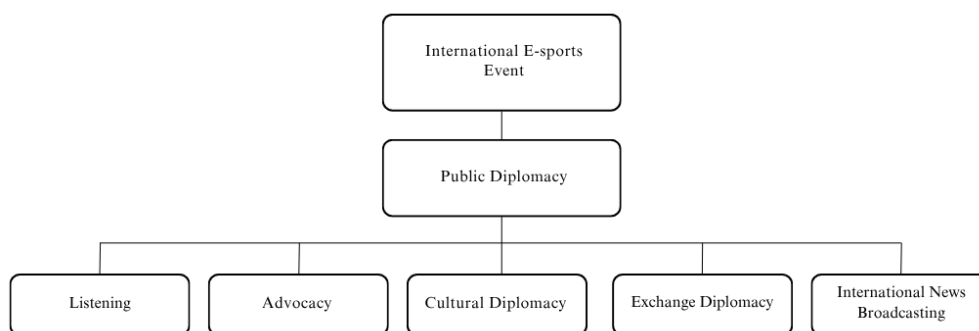 International E-sports
Event
Public Diplomacy
Listening
Advocacy
Cultural Diplomacy
Exchange Diplomacy
International News
Broadcasting